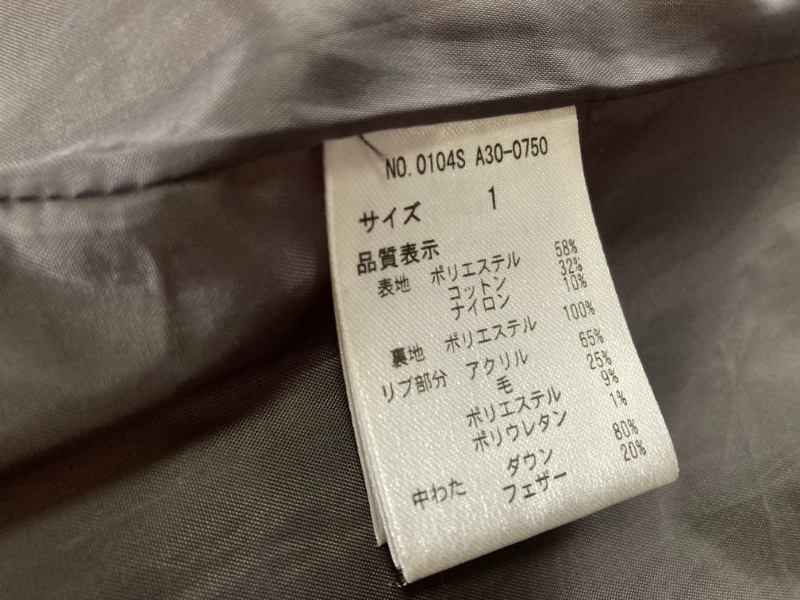 NO.0104S A30-0750
サイズ 1
品質表示
表地 ポリエステル 58%
コットン 32%
ナイロン 10%
裏地 ポリエステル 100%
リブ部分 アクリル 65%
毛 25%
ポリエステル 9%
ポリウレタン 1%
中わた ダウン 80%
フェザー 20%